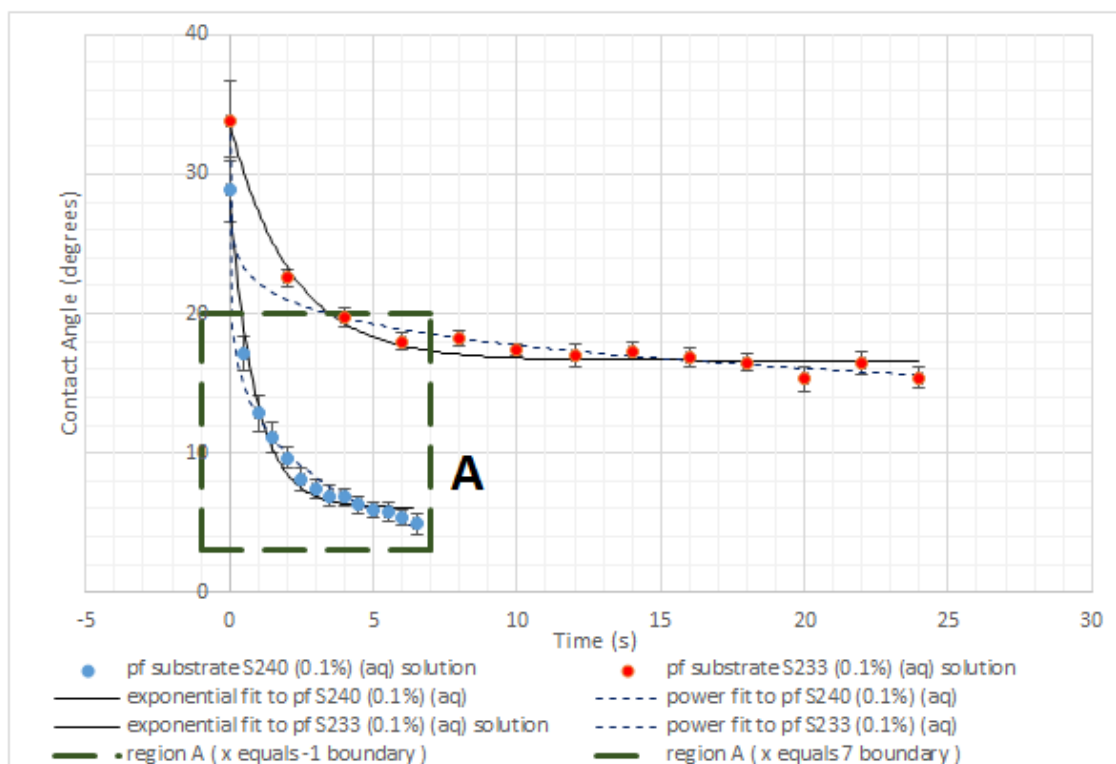 40
30
20
10
0
Contact Angle (degrees)
A
-5 0 5 10 15 20 25 30
Time (s)
pf substrate S240 (0.1%) (aq) solution
pf substrate S233 (0.1%) (aq) solution
exponential fit to pf S240 (0.1%) (aq)
power fit to pf S240 (0.1%) (aq)
exponential fit to pf S233 (0.1%) (aq) solution
power fit to pf S233 (0.1%) (aq)
region A ( x equals -1 boundary )
region A ( x equals 7 boundary )